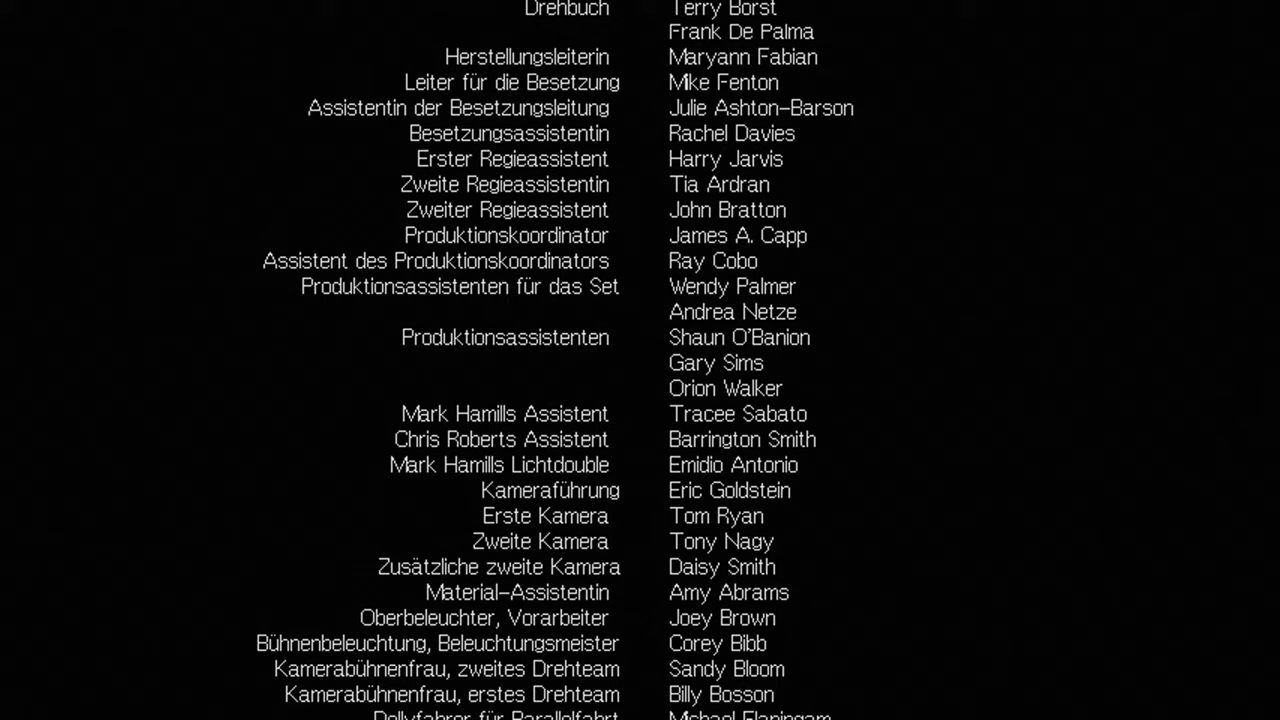 Drehbuch Terry Borst
Frank De Palma
Herstellungsleiterin Maryann Fabian
Leiter für die Besetzung Mike Fenton
Assistentin der Besetzungsleitung Julie Ashton-Barson
Besetzungsassistentin Rachel Davies
Erster Regieassistent Harry Jarvis
Zweite Regieassistentin Tia Ardran
Zweiter Regieassistent John Bratton
Produktionskoordinator James A. Capp
Assistent des Produktionskoordinators Ray Cobo
Produktionsassistenten für das Set Wendy Palmer
Andrea Netze
Produktionsassistenten Shaun O'Banion
Gary Sims
Orion Walker
Mark Hamills Assistent Tracee Sabato
Chris Roberts Assistent Barrington Smith
Mark Hamills Lichtdouble Emidio Antonio
Kameraführung Eric Goldstein
Erste Kamera Tom Ryan
Zweite Kamera Tony Nagy
Zusätzliche zweite Kamera Daisy Smith
Material-Assistentin Amy Abrams
Oberbeleuchter, Vorarbeiter Joey Brown
Bühnenbeleuchtung, Beleuchtungsmeister Corey Bibb
Kamerabühnenfrau, zweites Drehteam Sandy Bloom
Kamerabühnenfrau, erstes Drehteam Billy Bosson
Dollyfahrer für Parallelfahrt Michael Flaningam